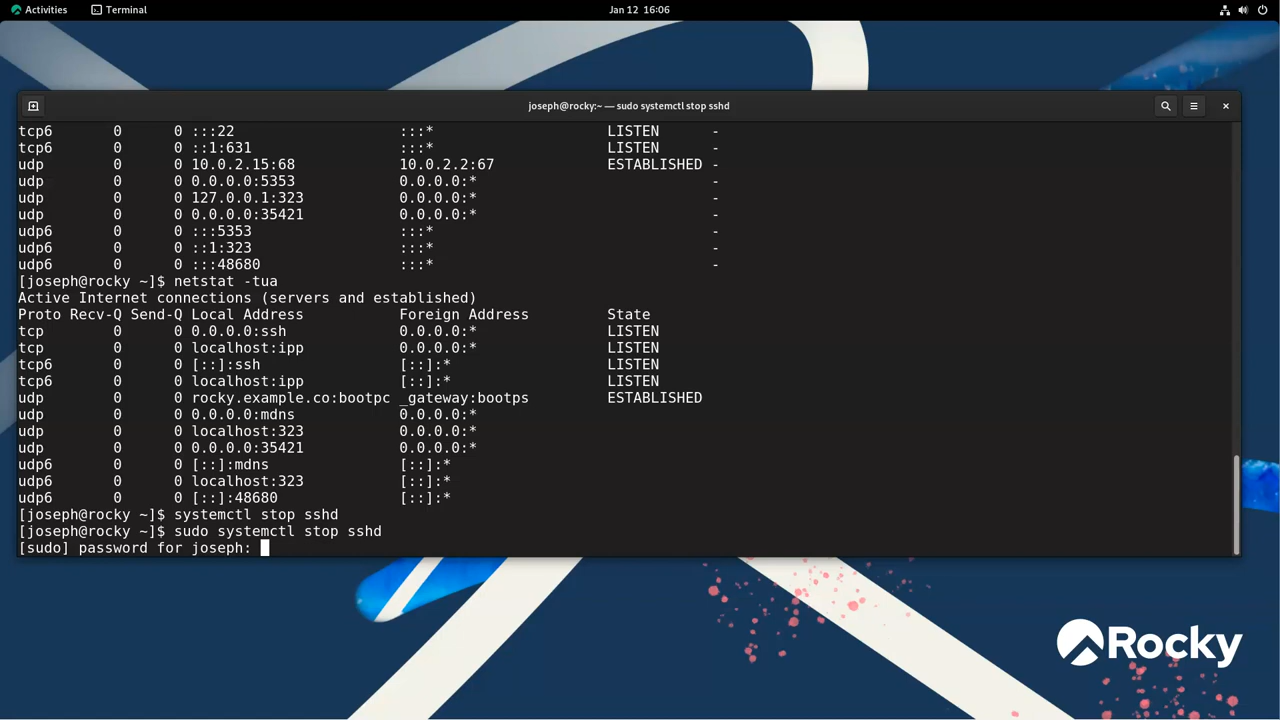 Activities Terminal Jan 12 16:06
joseph@rocky:~ — sudo systemctl stop sshd
tcp6 0 0 :::22 :::* LISTEN -
tcp6 0 0 ::1:631 :::* LISTEN -
udp 0 0 10.0.2.15:68 10.0.2.2:67 ESTABLISHED -
udp 0 0 0.0.0.0:5353 0.0.0.0:* -
udp 0 0 127.0.0.1:323 0.0.0.0:* -
udp 0 0 0.0.0.0:35421 0.0.0.0:* -
udp6 0 0 :::5353 :::* -
udp6 0 0 ::1:323 :::* -
udp6 0 0 :::48680 :::* -
[joseph@rocky ~]$ netstat -tua
Active Internet connections (servers and established)
Proto Recv-Q Send-Q Local Address Foreign Address State
tcp 0 0 0.0.0.0:ssh 0.0.0.0:* LISTEN
tcp 0 0 localhost:ipp 0.0.0.0:* LISTEN
tcp6 0 0 [::]:ssh [::]:* LISTEN
tcp6 0 0 localhost:ipp [::]:* LISTEN
udp 0 0 rocky.example.co:bootpc _gateway:bootps ESTABLISHED
udp 0 0 0.0.0.0:mdns 0.0.0.0:*
udp 0 0 localhost:323 0.0.0.0:*
udp 0 0 0.0.0.0:35421 0.0.0.0:*
udp6 0 0 [::]:mdns [::]:*
udp6 0 0 localhost:323 [::]:*
udp6 0 0 [::]:48680 [::]:*
[joseph@rocky ~]$ systemctl stop sshd
[joseph@rocky ~]$ sudo systemctl stop sshd
[sudo] password for joseph:
Rocky